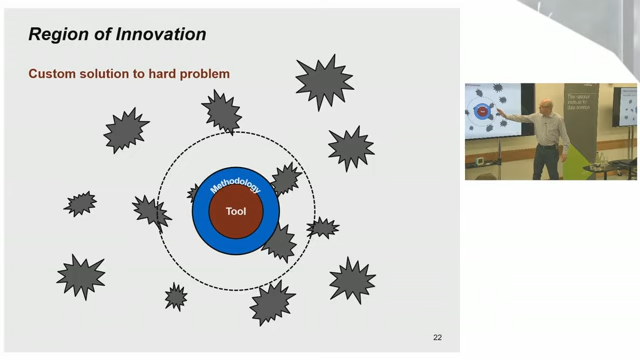 Region of Innovation
Custom solution to hard problem
Methodology
Tool
22